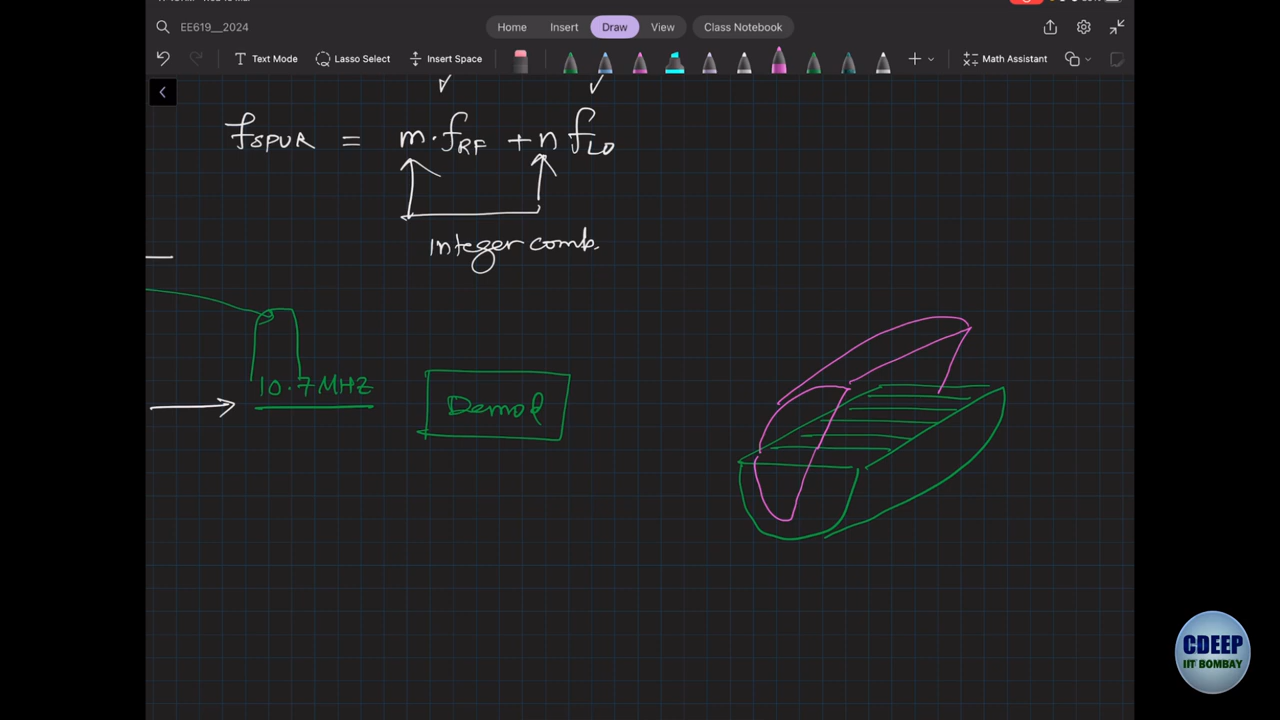 EE619__2024
Home Insert Draw View Class Notebook
Text Mode Lasso Select Insert Space Math Assistant
fSPUR = m·fRF + n fLO
Integer comb.
10.7 MHZ
Demod
CDEEP
IIT BOMBAY